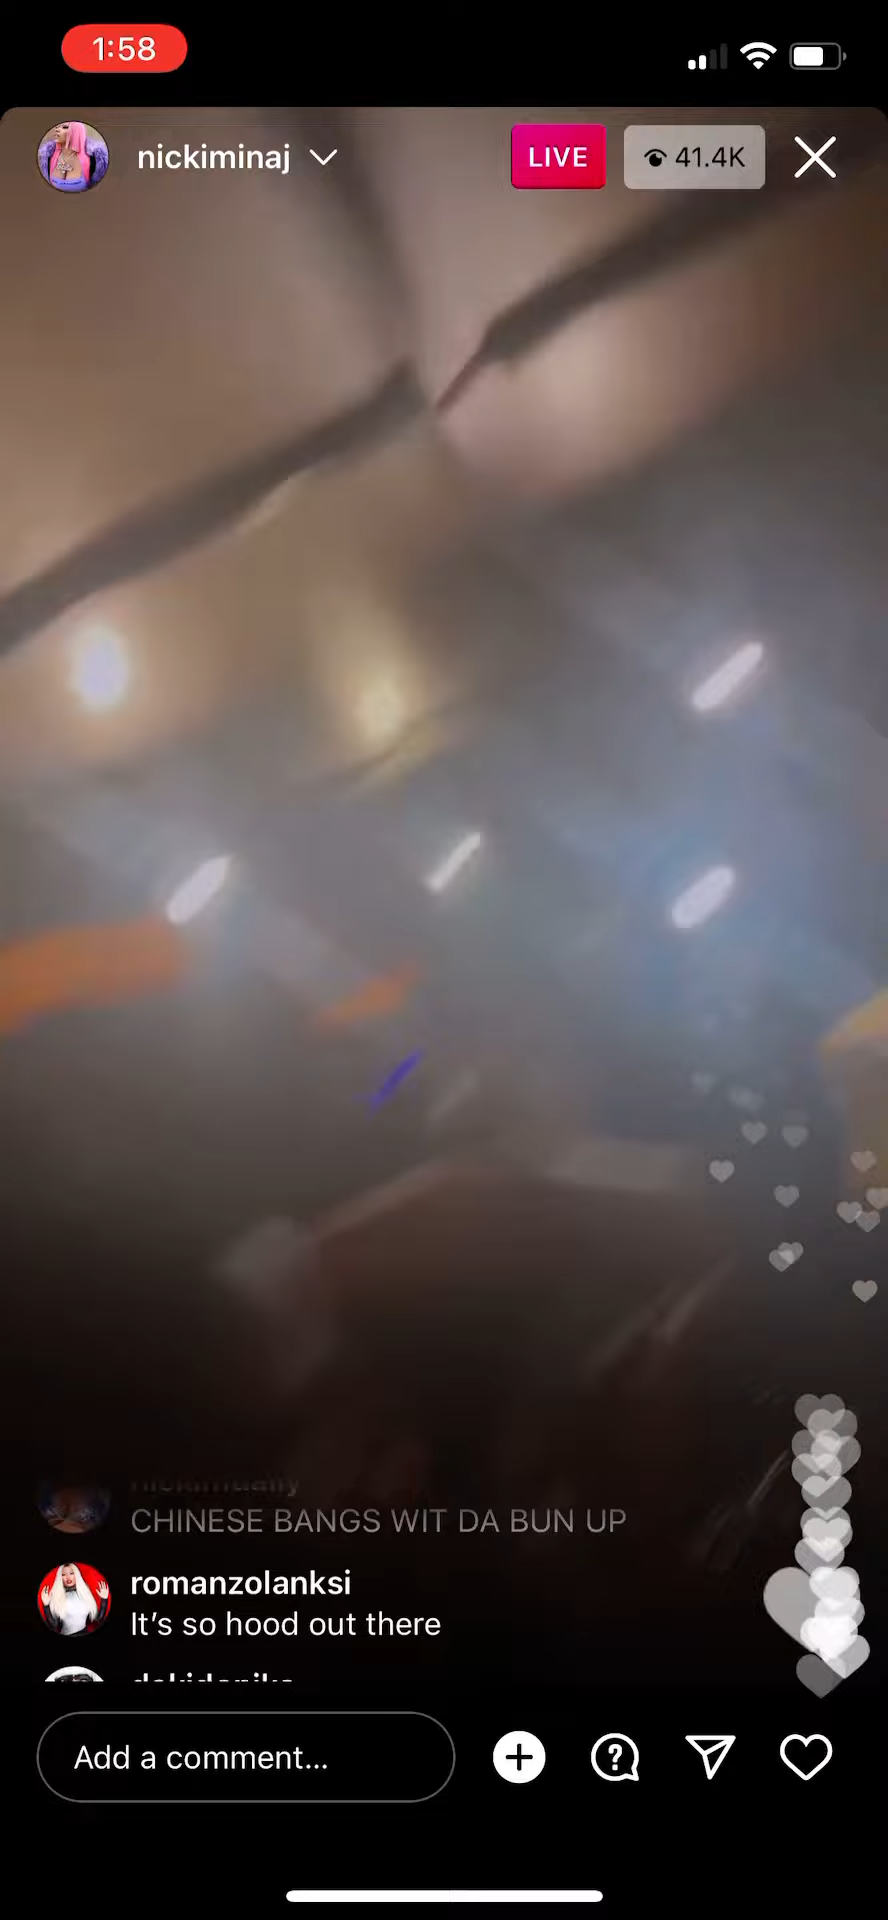 1:58
nickiminaj
LIVE
41.4K
CHINESE BANGS WIT DA BUN UP
romanzolanksi
It's so hood out there
Add a comment...